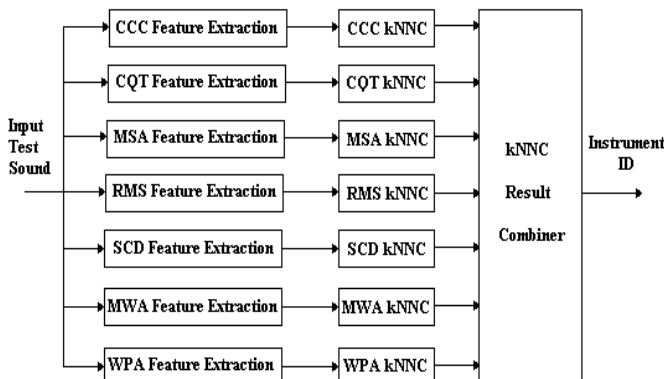 CCC Feature Extraction
CCC kNNC
CQT Feature Extraction
CQT kNNC
Input
Test
Sound
MSA Feature Extraction
MSA kNNC
RMS Feature Extraction
RMS kNNC
SCD Feature Extraction
SCD kNNC
MWA Feature Extraction
MWA kNNC
WPA Feature Extraction
WPA kNNC
kNNC
Result
Combiner
Instrument
ID